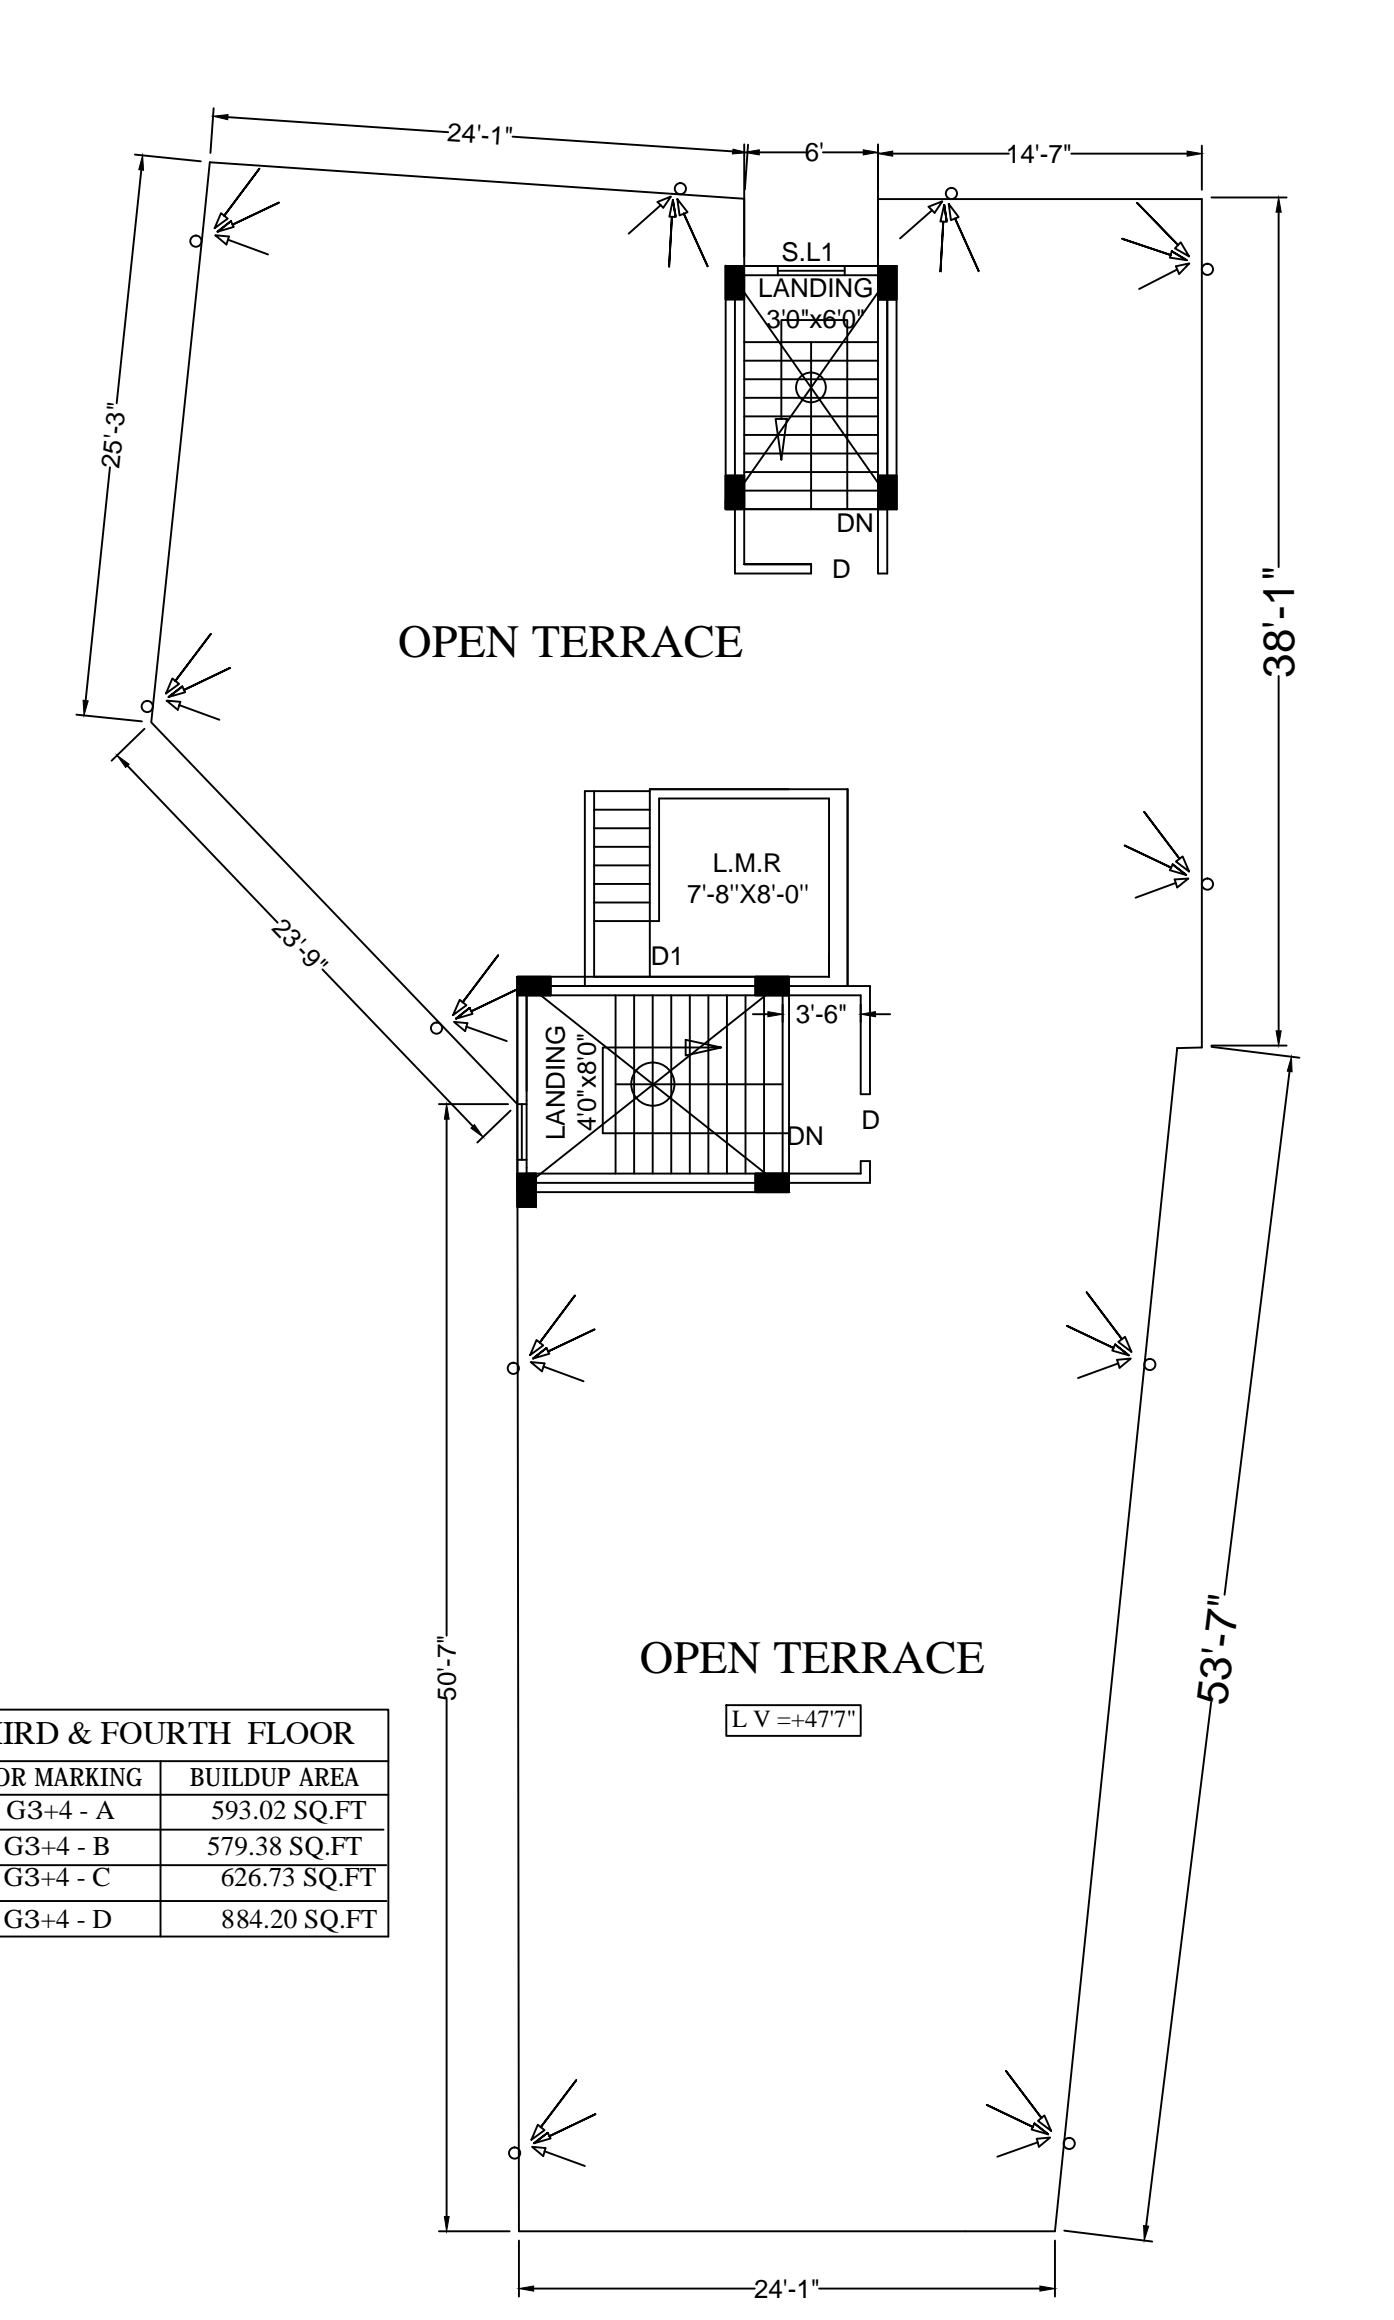 24'-1"
6'
14'-7"
S.L1
LANDING
3'0"x6'0"
25'-3"
DN
D
38'-1"
OPEN TERRACE
L.M.R
7'-8"X8'-0"
23'-9"
D1
3'-6"
LANDING
4'0"x8'0"
D
DN
50'-7"
53'-7"
OPEN TERRACE
L V =+47'7"
IRD & FOURTH FLOOR
OR MARKING BUILDUP AREA
G3+4 - A 593.02 SQ.FT
G3+4 - B 579.38 SQ.FT
G3+4 - C 626.73 SQ.FT
G3+4 - D 884.20 SQ.FT
24'-1"